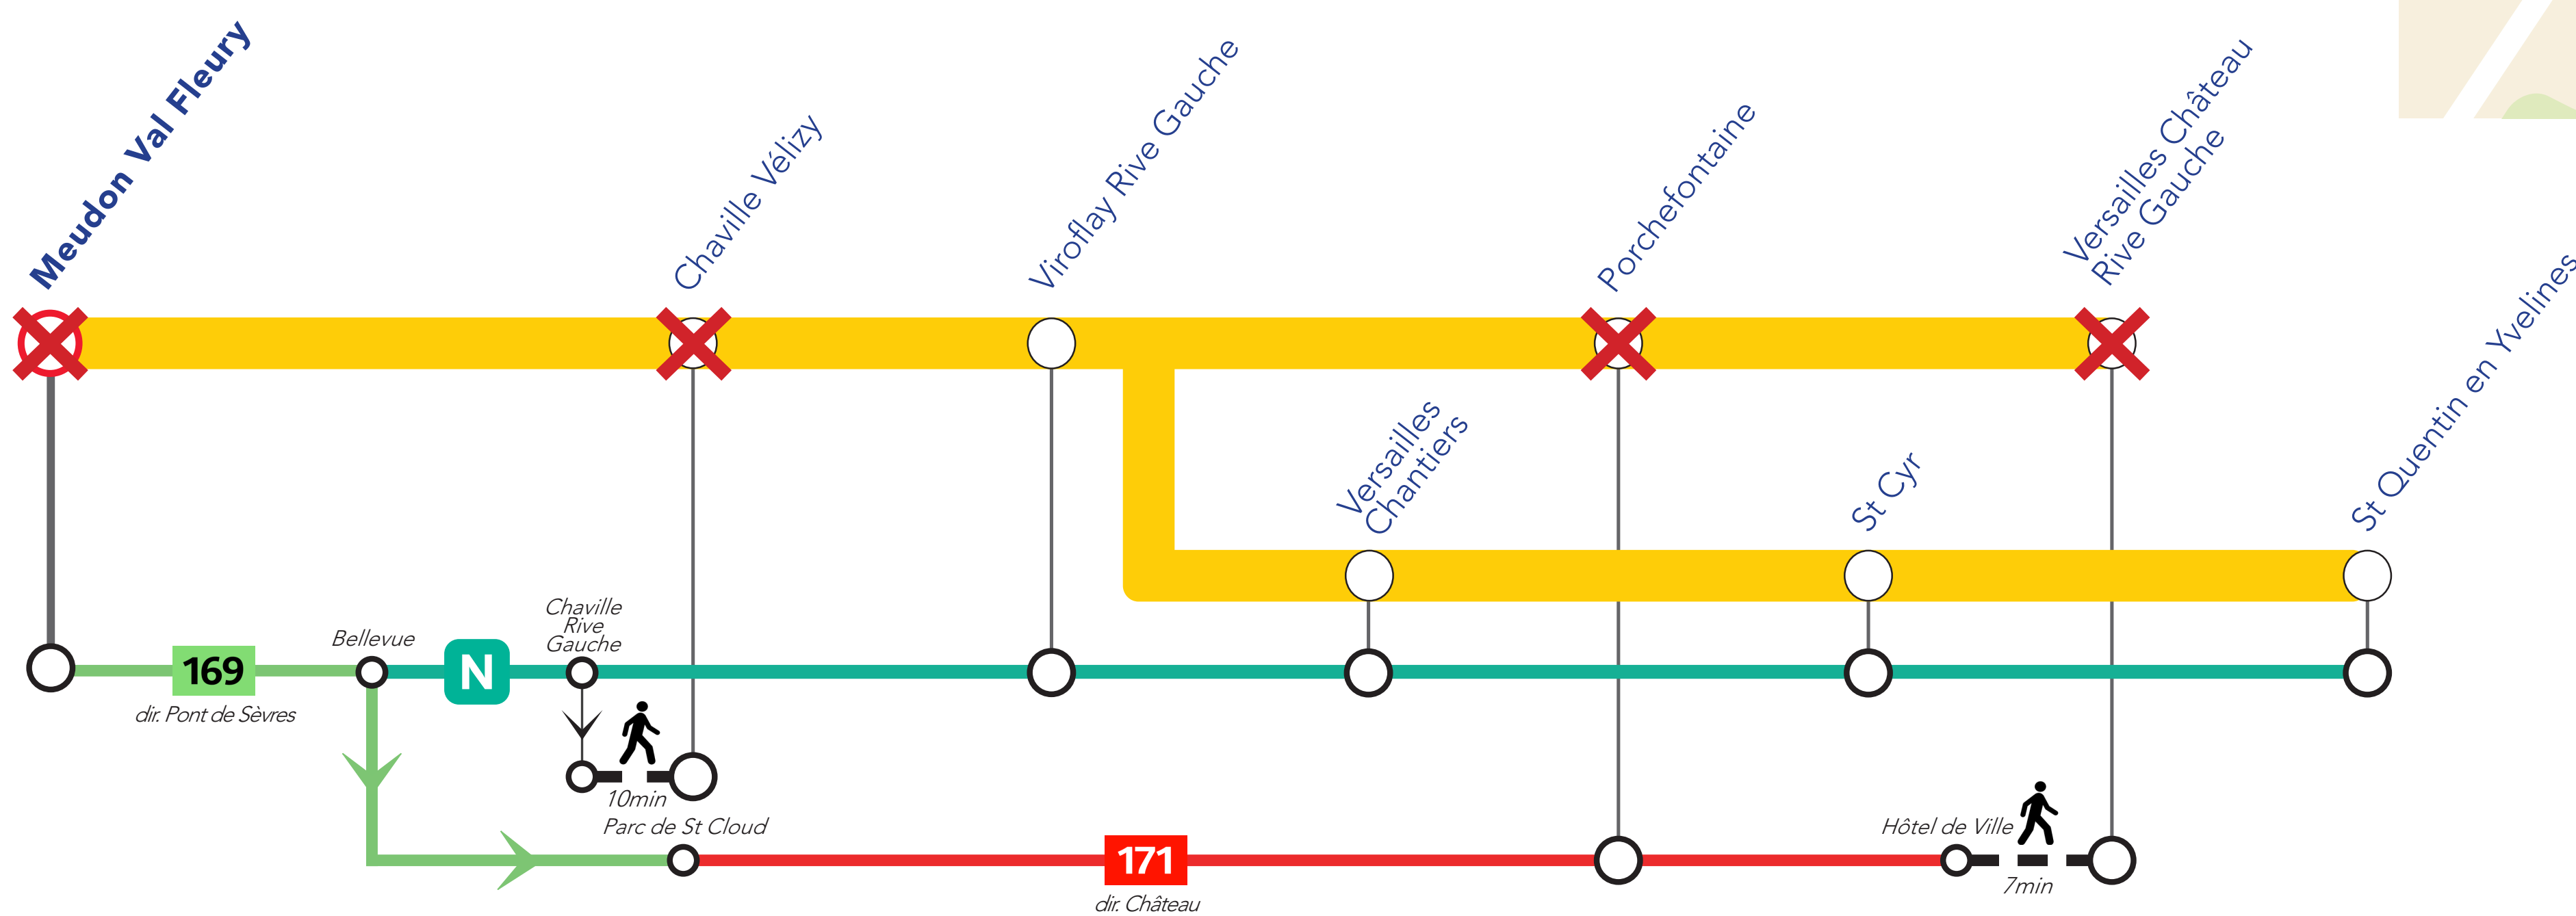 Meudon Val Fleury
Chaville Vélizy
Viroflay Rive Gauche
Porchefontaine
Versailles Château
Rive Gauche
Versailles
Chantiers
St Cyr
St Quentin en Yvelines
169
dir. Pont de Sèvres
Bellevue
N
Chaville
Rive
Gauche
10min
Parc de St Cloud
171
dir. Château
Hôtel de Ville
7min